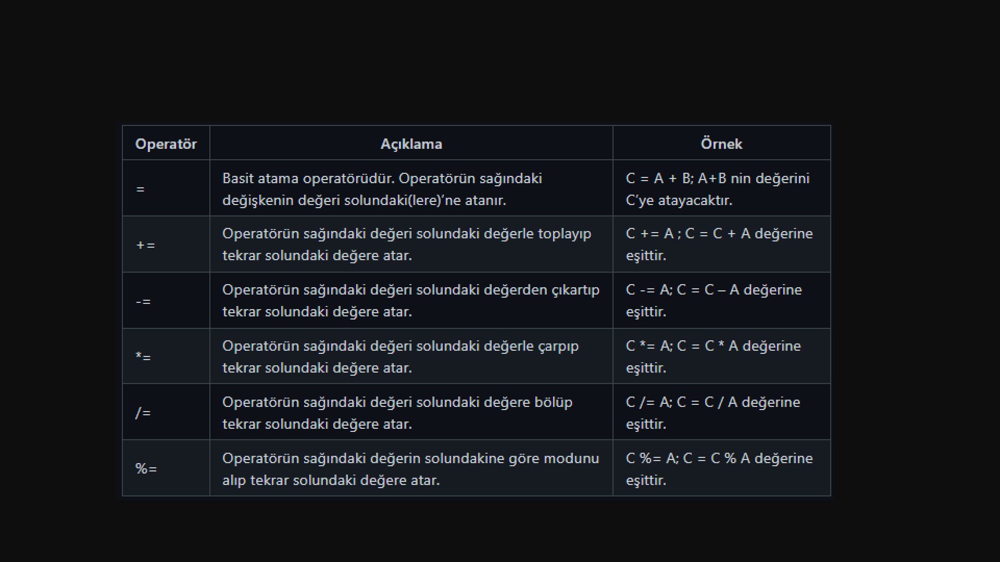 Operatör Açıklama Örnek
=
Basit atama operatörüdür. Operatörün sağındaki
değişkenin değeri solundaki(lere)’ne atanır.
C = A + B; A+B nin değerini
C’ye atayacaktır.
+=
Operatörün sağındaki değeri solundaki değerle toplayıp
tekrar solundaki değere atar.
C += A ; C = C + A değerine
eşittir.
-=
Operatörün sağındaki değeri solundaki değerden çıkartıp
tekrar solundaki değere atar.
C -= A; C = C – A değerine
eşittir.
*=
Operatörün sağındaki değeri solundaki değerle çarpıp
tekrar solundaki değere atar.
C *= A; C = C * A değerine
eşittir.
/=
Operatörün sağındaki değeri solundaki değere bölüp
tekrar solundaki değere atar.
C /= A; C = C / A değerine
eşittir.
%=
Operatörün sağındaki değerin solundakine göre modunu
alıp tekrar solundaki değere atar.
C %= A; C = C % A değerine
eşittir.